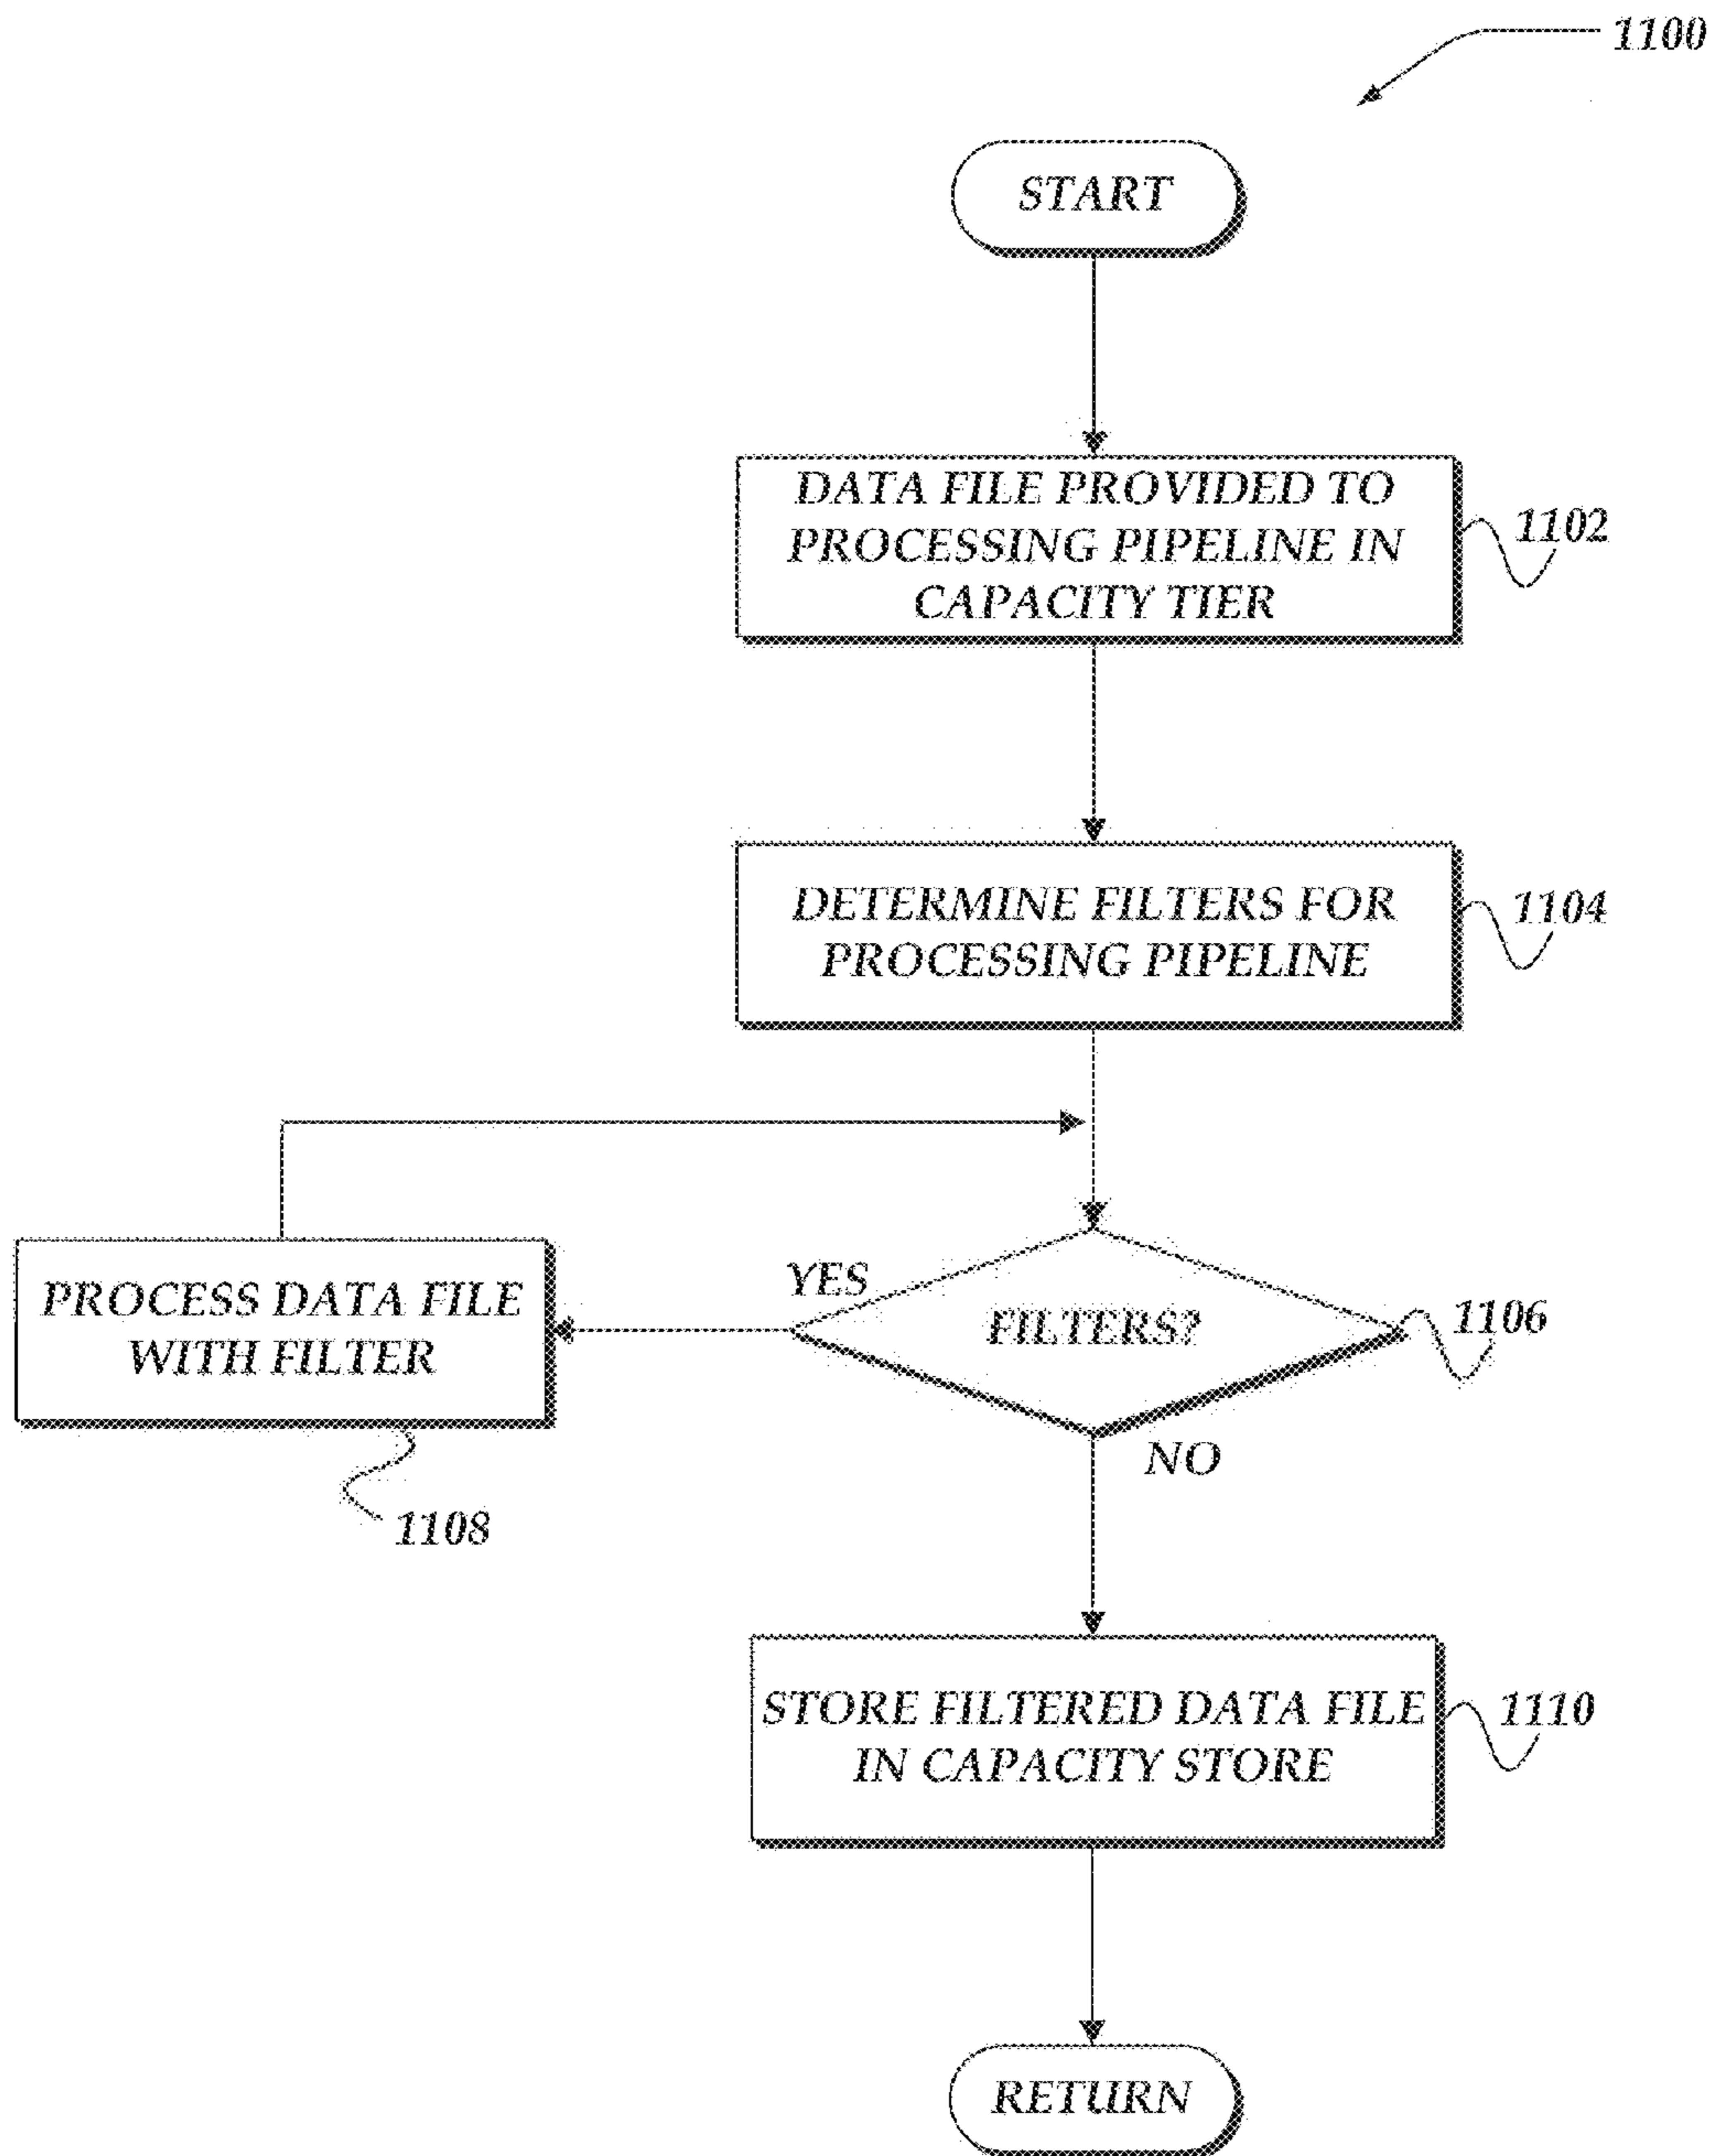 1100
START
DATA FILE PROVIDED TO
PROCESSING PIPELINE IN
CAPACITY TIER
1102
DETERMINE FILTERS FOR
PROCESSING PIPELINE
1104
YES
FILTERS?
1106
PROCESS DATA FILE
WITH FILTER
1108
NO
STORE FILTERED DATA FILE
IN CAPACITY STORE
1110
RETURN